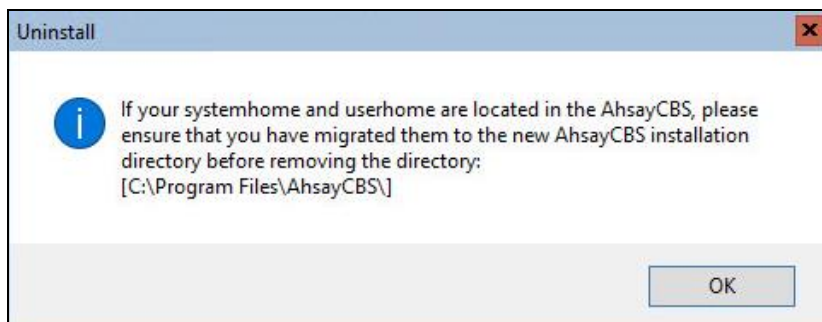 Uninstall
If your systemhome and userhome are located in the AhsayCBS, please
ensure that you have migrated them to the new AhsayCBS installation
directory before removing the directory:
[C:\Program Files\AhsayCBS\]
OK